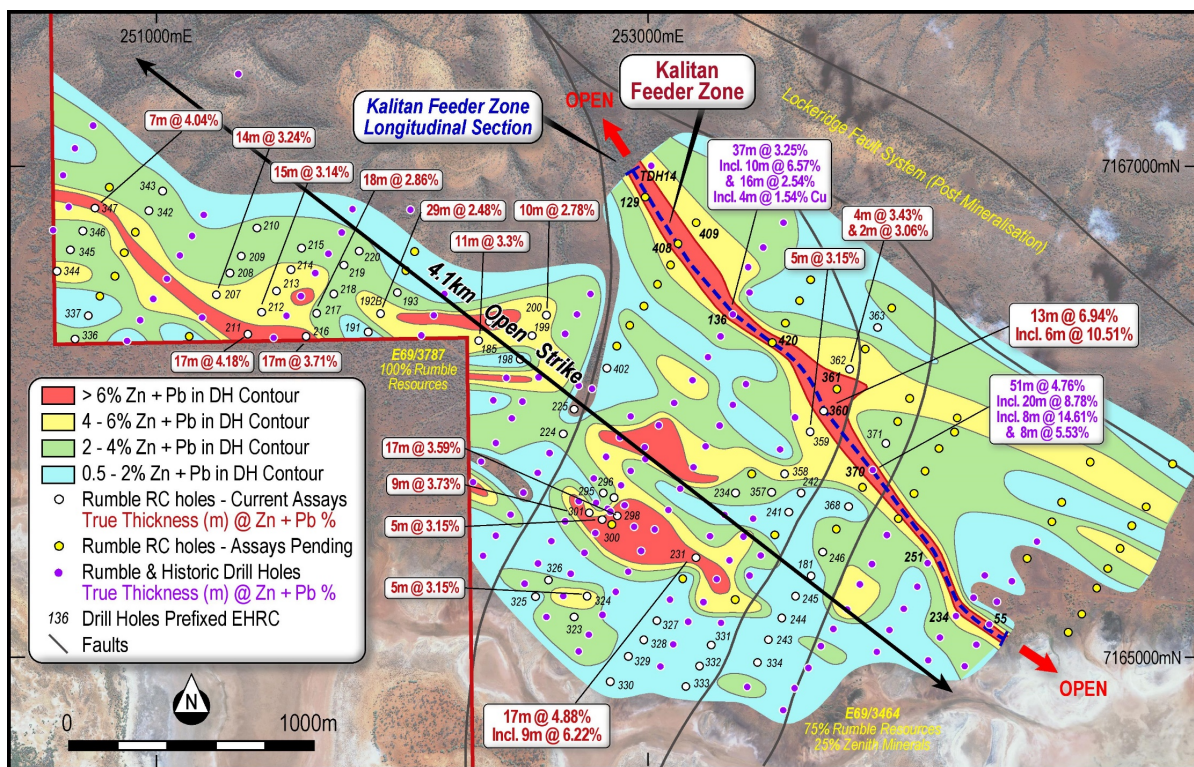 251000mE
253000mE
7167000mN
7165000mN
Kalitan Feeder Zone
Longitudinal Section
Kalitan
Feeder Zone
OPEN
Lockeridge Fault System (Post Mineralisation)
7m @ 4.04%
14m @ 3.24%
15m @ 3.14%
18m @ 2.86%
29m @ 2.48%
10m @ 2.78%
11m @ 3.3%
37m @ 3.25%
Incl. 10m @ 6.57%
& 16m @ 2.54%
Incl. 4m @ 1.54% Cu
4m @ 3.43%
& 2m @ 3.06%
5m @ 3.15%
13m @ 6.94%
Incl. 6m @ 10.51%
51m @ 4.76%
Incl. 20m @ 8.78%
Incl. 8m @ 14.61%
& 8m @ 5.53%
17m @ 4.18%
17m @ 3.71%
17m @ 3.59%
9m @ 3.73%
5m @ 3.15%
5m @ 3.15%
17m @ 4.88%
Incl. 9m @ 6.22%
4.1km Open Strike
E69/3787
100% Rumble
Resources
E69/3464
75% Rumble Resources
25% Zenith Minerals
OPEN
TDH14
129
409
408
136
420
361
362
363
360
359
371
370
358
368
251
234
55
343
342
347
346
345
344
337
336
210
209
208
207
215
214
213
212
211
216
217
218
219
220
193
192B
191
185
200
199
198
402
225
224
296
295
301
298
300
231
234
357
242
241
246
181
245
244
243
326
325
324
323
327
328
329
330
331
332
333
334
> 6% Zn + Pb in DH Contour
4 - 6% Zn + Pb in DH Contour
2 - 4% Zn + Pb in DH Contour
0.5 - 2% Zn + Pb in DH Contour
Rumble RC holes - Current Assays
True Thickness (m) @ Zn + Pb %
Rumble RC holes - Assays Pending
Rumble & Historic Drill Holes
True Thickness (m) @ Zn + Pb %
136 Drill Holes Prefixed EHRC
Faults
N
0 1000m